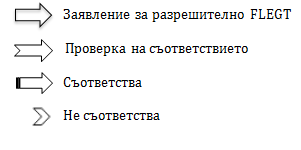 Заявление за разрешително FLEGT
Проверка на съответствието
Съответства
Не съответства